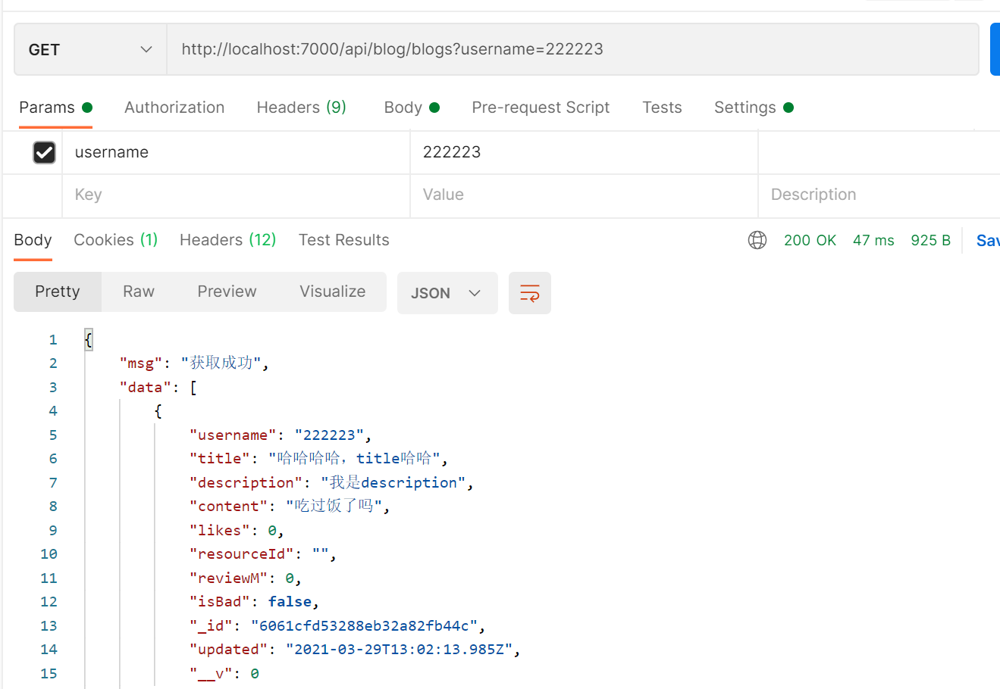 GET http://localhost:7000/api/blog/blogs?username=222223
Params Authorization Headers (9) Body Pre-request Script Tests Settings
username 222223
Key Value Description
Body Cookies (1) Headers (12) Test Results 200 OK 47 ms 925 B Sav
Pretty Raw Preview Visualize JSON
1 {
2 "msg": "获取成功",
3 "data": [
4 {
5 "username": "222223",
6 "title": "哈哈哈哈，title哈哈",
7 "description": "我是description",
8 "content": "吃过饭了吗",
9 "likes": 0,
10 "resourceId": "",
11 "reviewM": 0,
12 "isBad": false,
13 "_id": "6061cfd53288eb32a82fb44c",
14 "updated": "2021-03-29T13:02:13.985Z",
15 "__v": 0